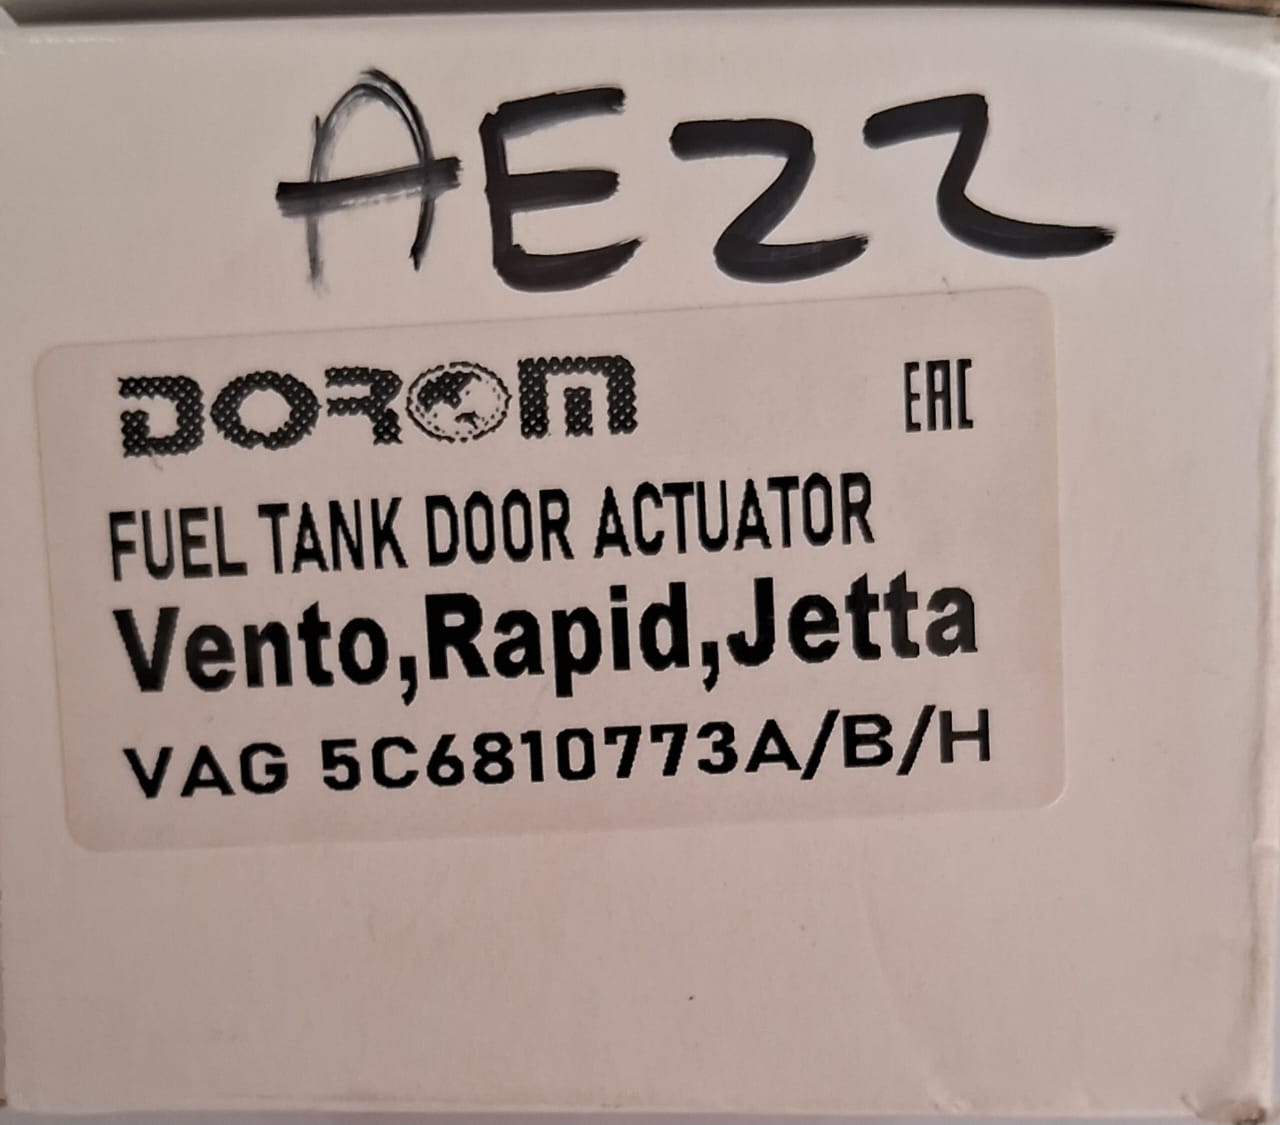 AE22
DOROM
EAC
FUEL TANK DOOR ACTUATOR
Vento,Rapid,Jetta
VAG 5C6810773A/B/H